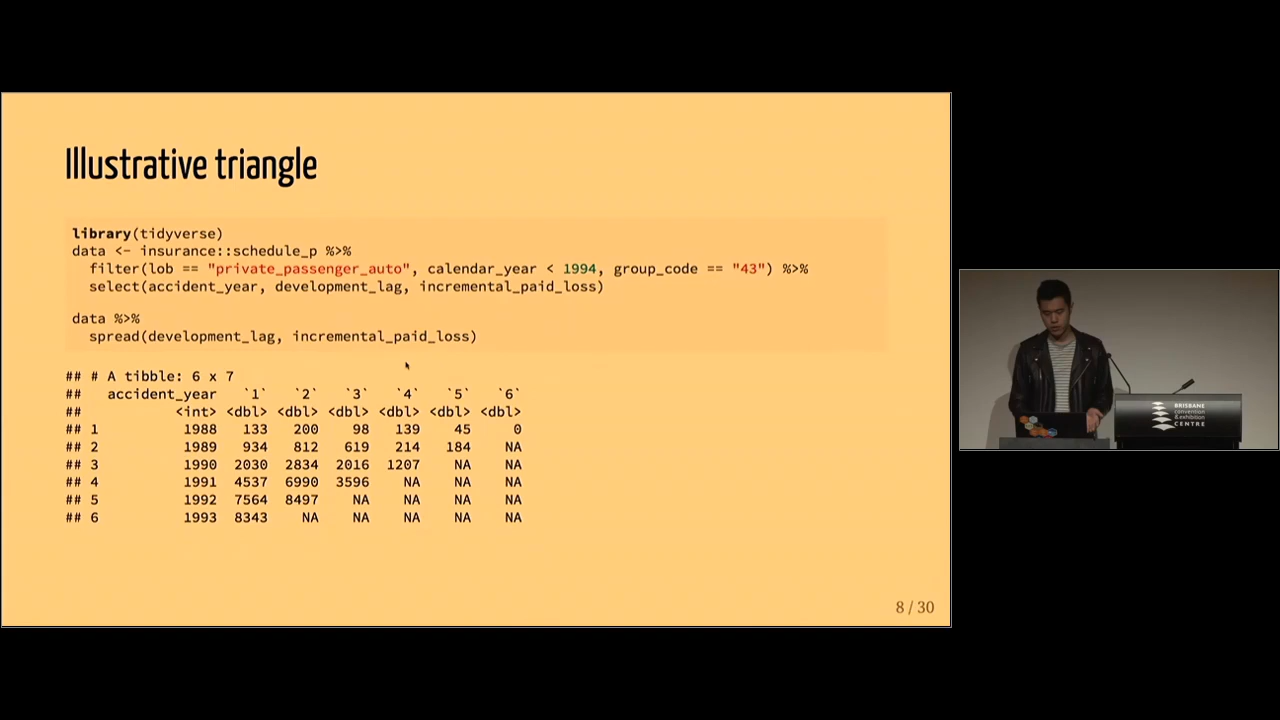 Illustrative triangle
library(tidyverse)
data <- insurance::schedule_p %>%
  filter(lob == "private_passenger_auto", calendar_year < 1994, group_code == "43") %>%
  select(accident_year, development_lag, incremental_paid_loss)
data %>%
  spread(development_lag, incremental_paid_loss)
## # A tibble: 6 x 7
##   accident_year   `1`   `2`   `3`   `4`   `5`   `6`
##           <int> <dbl> <dbl> <dbl> <dbl> <dbl> <dbl>
## 1          1988   133   200    98   139    45     0
## 2          1989   934   812   619   214   184    NA
## 3          1990  2030  2834  2016  1207    NA    NA
## 4          1991  4537  6990  3596    NA    NA    NA
## 5          1992  7564  8497    NA    NA    NA    NA
## 6          1993  8343    NA    NA    NA    NA    NA
8 / 30
BRISBANE
convention
& exhibition
CENTRE